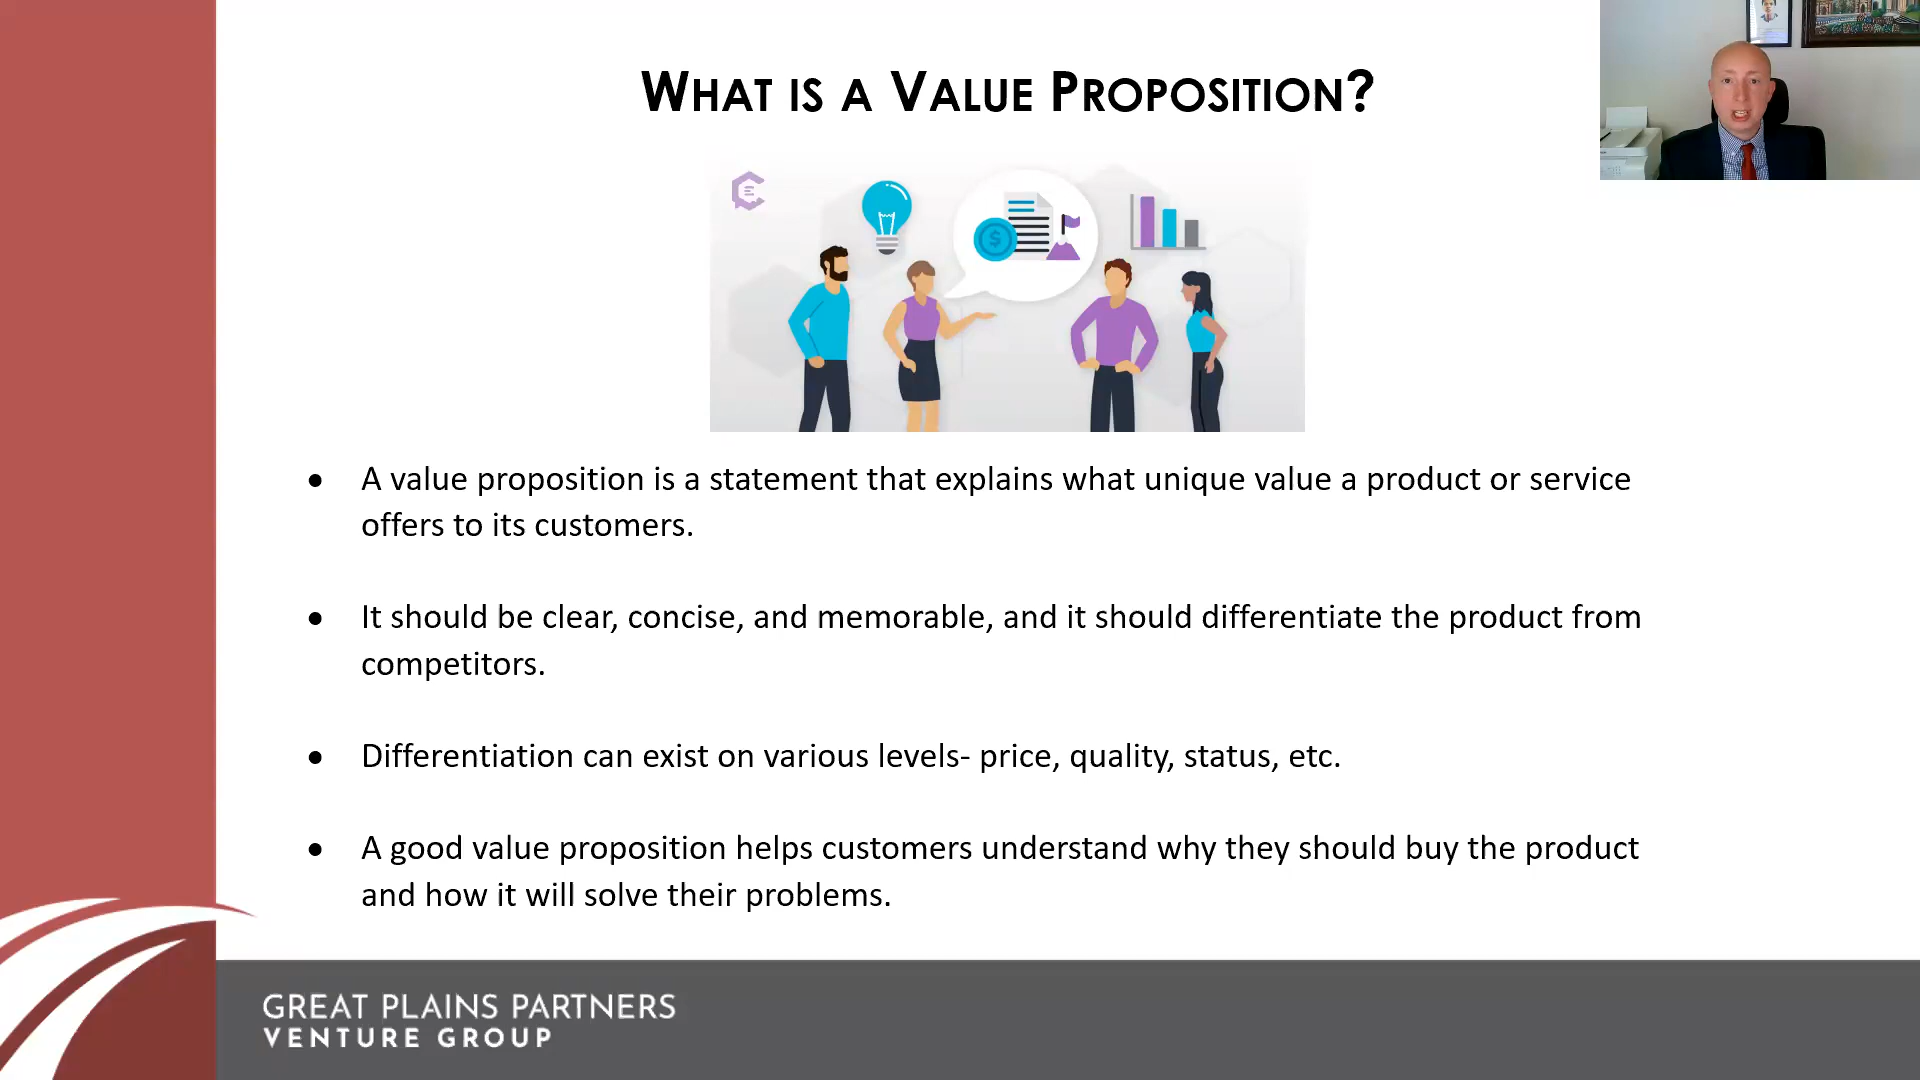 WHAT IS A VALUE PROPOSITION?
$
• A value proposition is a statement that explains what unique value a product or service
offers to its customers.
• It should be clear, concise, and memorable, and it should differentiate the product from
competitors.
• Differentiation can exist on various levels- price, quality, status, etc.
• A good value proposition helps customers understand why they should buy the product
and how it will solve their problems.
GREAT PLAINS PARTNERS
VENTURE GROUP